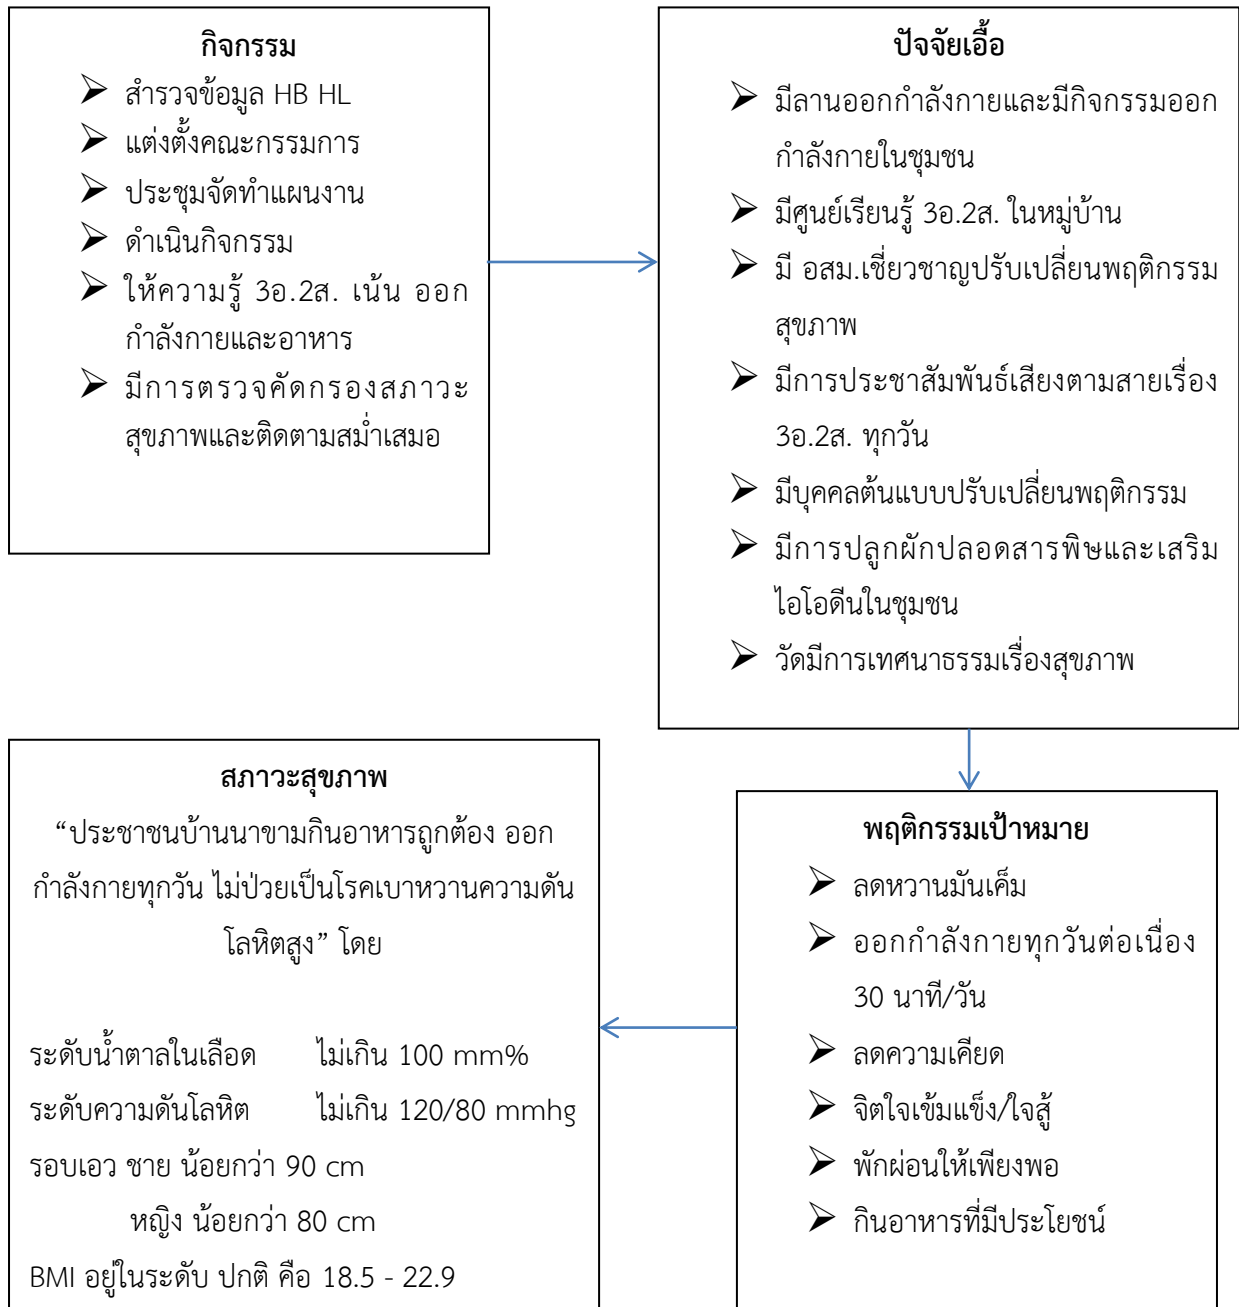 กิจกรรม
สำรวจข้อมูล HB HL
แต่งตั้งคณะกรรมการ
ประชุมจัดทำแผนงาน
ดำเนินกิจกรรม
ให้ความรู้ 3อ.2ส. เน้น ออก
กำลังกายและอาหาร
มีการตรวจคัดกรองสภาวะ
สุขภาพและติดตามสม่ำเสมอ
ปัจจัยเอื้อ
มีลานออกกำลังกายและมีกิจกรรมออก
กำลังกายในชุมชน
มีศูนย์เรียนรู้ 3อ.2ส. ในหมู่บ้าน
มี อสม.เชี่ยวชาญปรับเปลี่ยนพฤติกรรม
สุขภาพ
มีการประชาสัมพันธ์เสียงตามสายเรื่อง
3อ.2ส. ทุกวัน
มีบุคคลต้นแบบปรับเปลี่ยนพฤติกรรม
มีการปลูกผักปลอดสารพิษและเสริม
ไอโอดีนในชุมชน
วัดมีการเทศนาธรรมเรื่องสุขภาพ
พฤติกรรมเป้าหมาย
ลดหวานมันเค็ม
ออกกำลังกายทุกวันต่อเนื่อง
30 นาที/วัน
ลดความเคียด
จิตใจเข้มแข็ง/ใจสู้
พักผ่อนให้เพียงพอ
กินอาหารที่มีประโยชน์
สภาวะสุขภาพ
“ประชาชนบ้านนาขามกินอาหารถูกต้อง ออก
กำลังกายทุกวัน ไม่ป่วยเป็นโรคเบาหวานความดัน
โลหิตสูง” โดย
ระดับน้ำตาลในเลือด ไม่เกิน 100 mm%
ระดับความดันโลหิต ไม่เกิน 120/80 mmhg
รอบเอว ชาย น้อยกว่า 90 cm
หญิง น้อยกว่า 80 cm
BMI อยู่ในระดับ ปกติ คือ 18.5 - 22.9